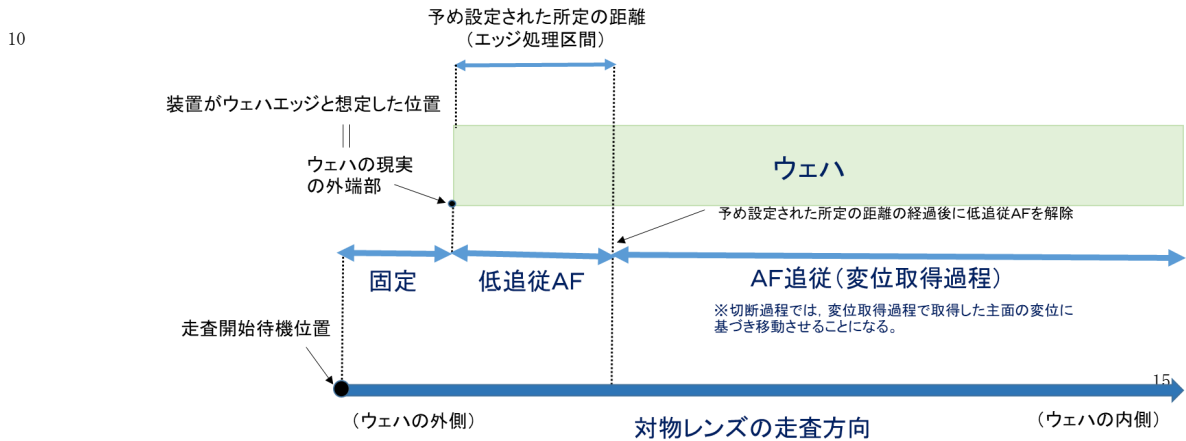 予め設定された所定の距離
（エッジ処理区間）
10
装置がウェハエッジと想定した位置
||
ウェハの現実
の外端部
ウェハ
予め設定された所定の距離の経過後に低追従AFを解除
固定
低追従AF
AF追従（変位取得過程）
※切断過程では，変位取得過程で取得した主面の変位に
基づき移動させることになる。
走査開始待機位置
15
（ウェハの外側）
対物レンズの走査方向
（ウェハの内側）